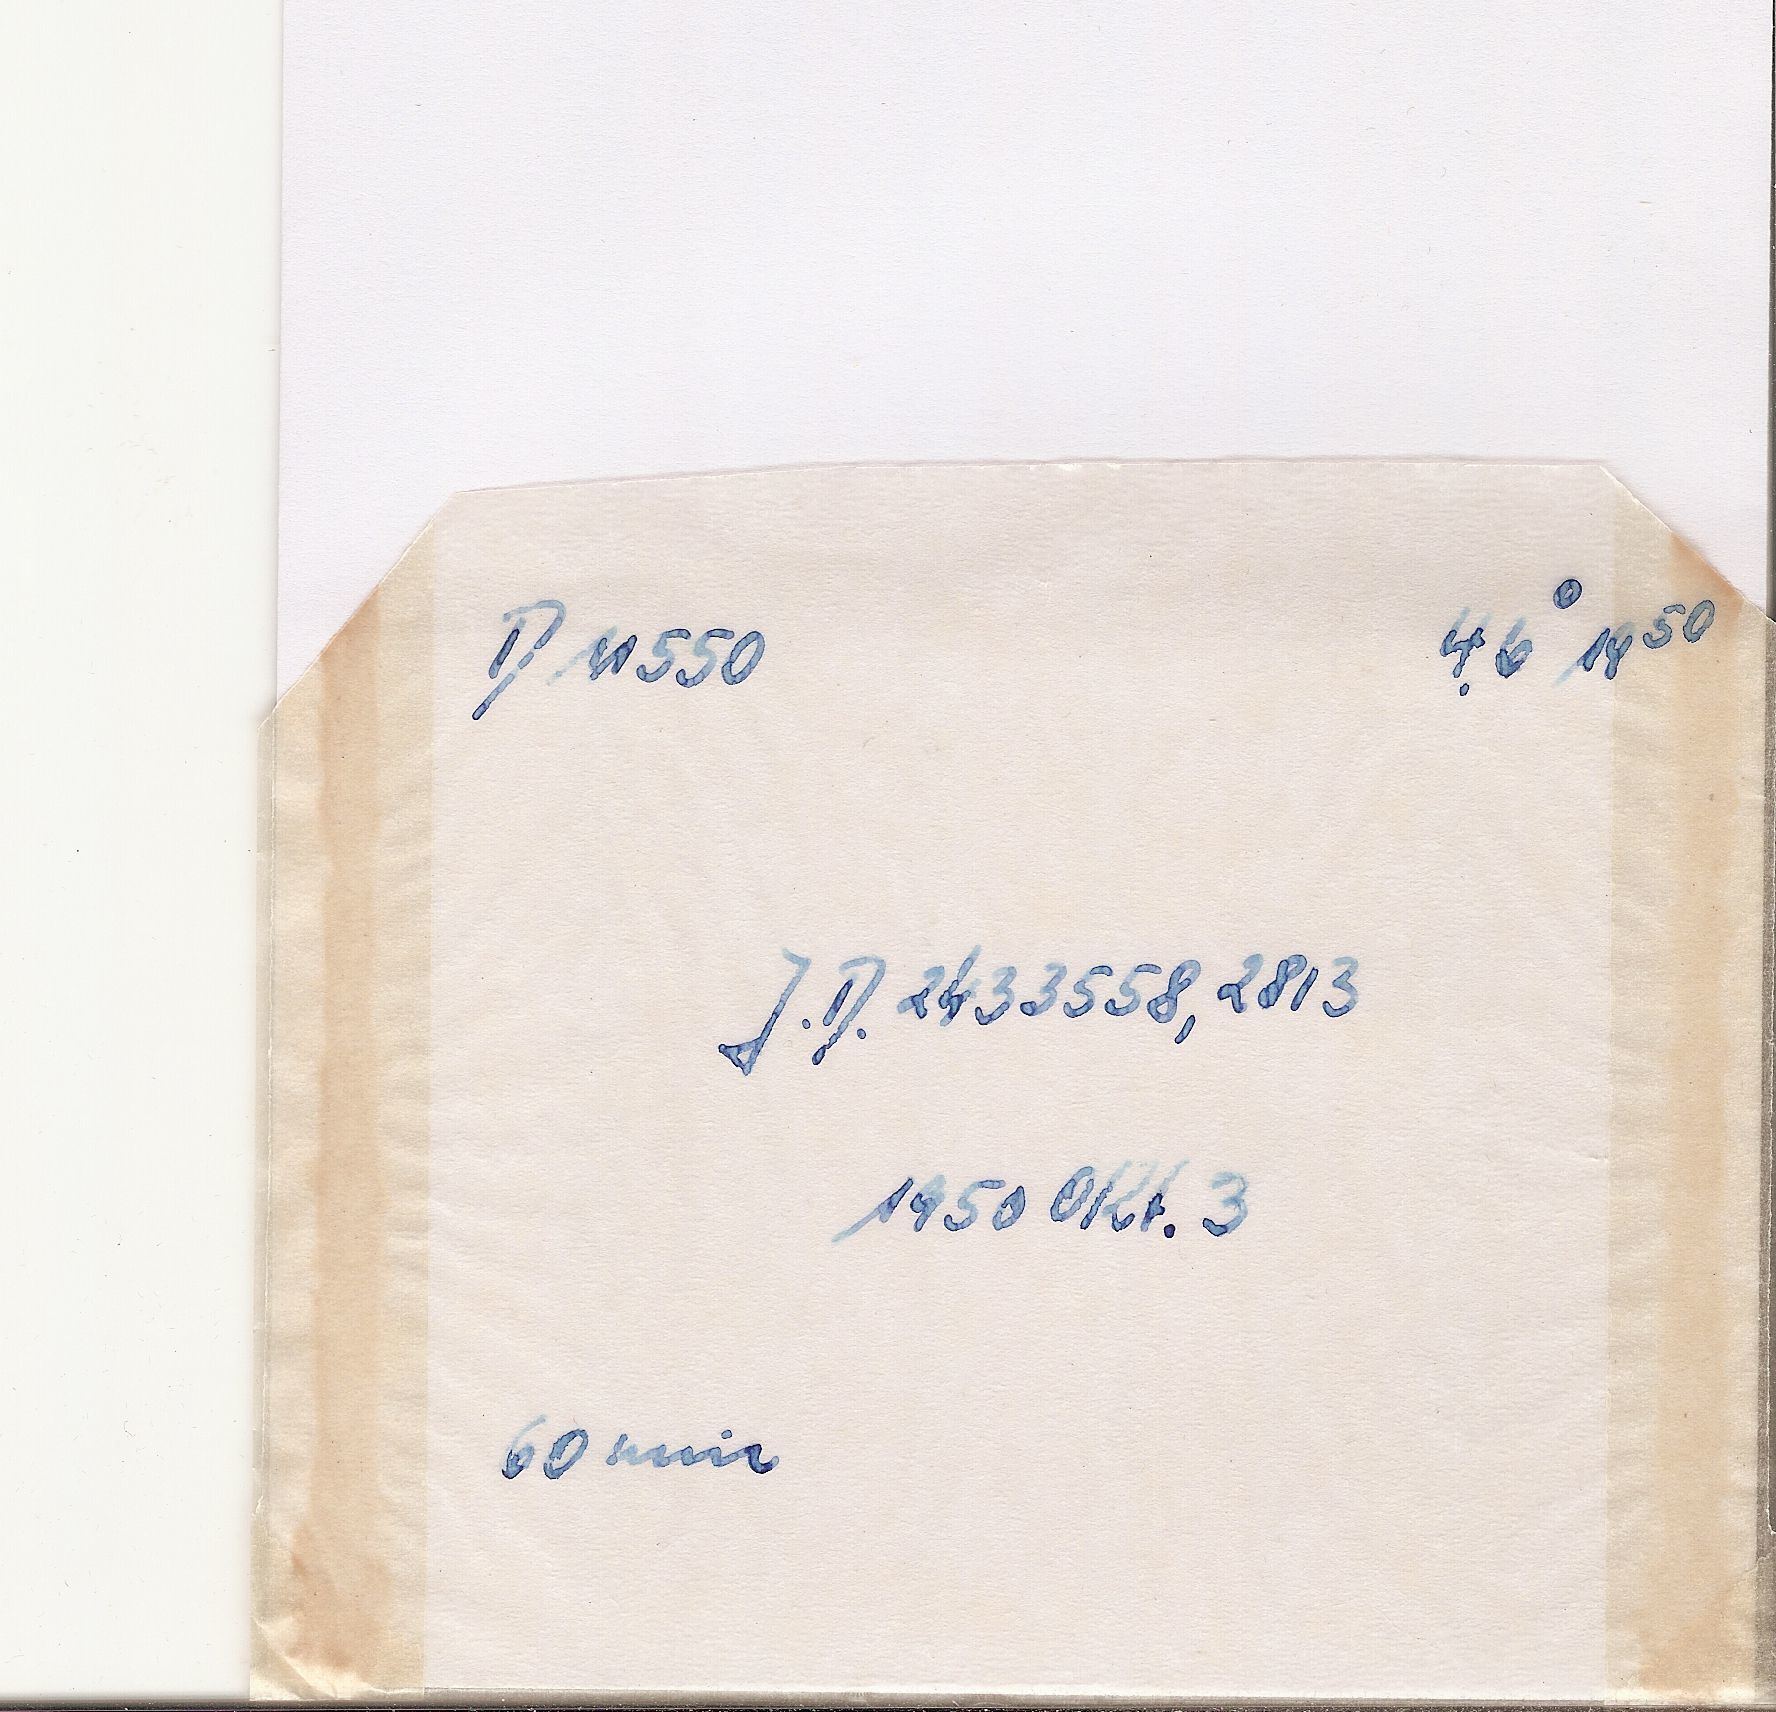 D 11550 4,6° 19⁵⁰
J.D. 2433558,2813
1950 Okt. 3
60 min